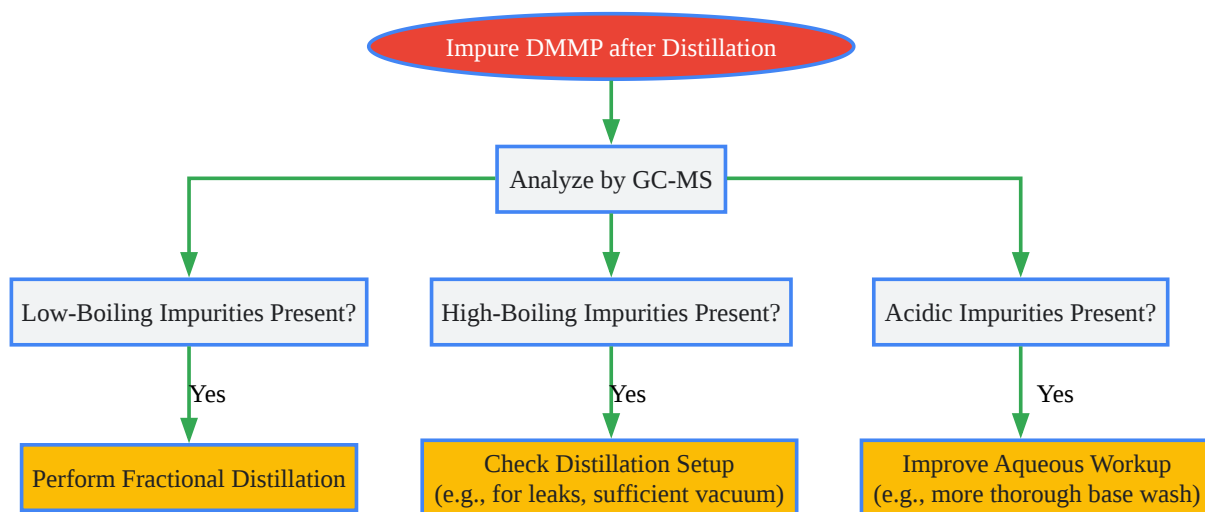 Impure DMMP after Distillation
Analyze by GC-MS
Low-Boiling Impurities Present?
High-Boiling Impurities Present?
Acidic Impurities Present?
Yes
Yes
Yes
Perform Fractional Distillation
Check Distillation Setup
(e.g., for leaks, sufficient vacuum)
Improve Aqueous Workup
(e.g., more thorough base wash)